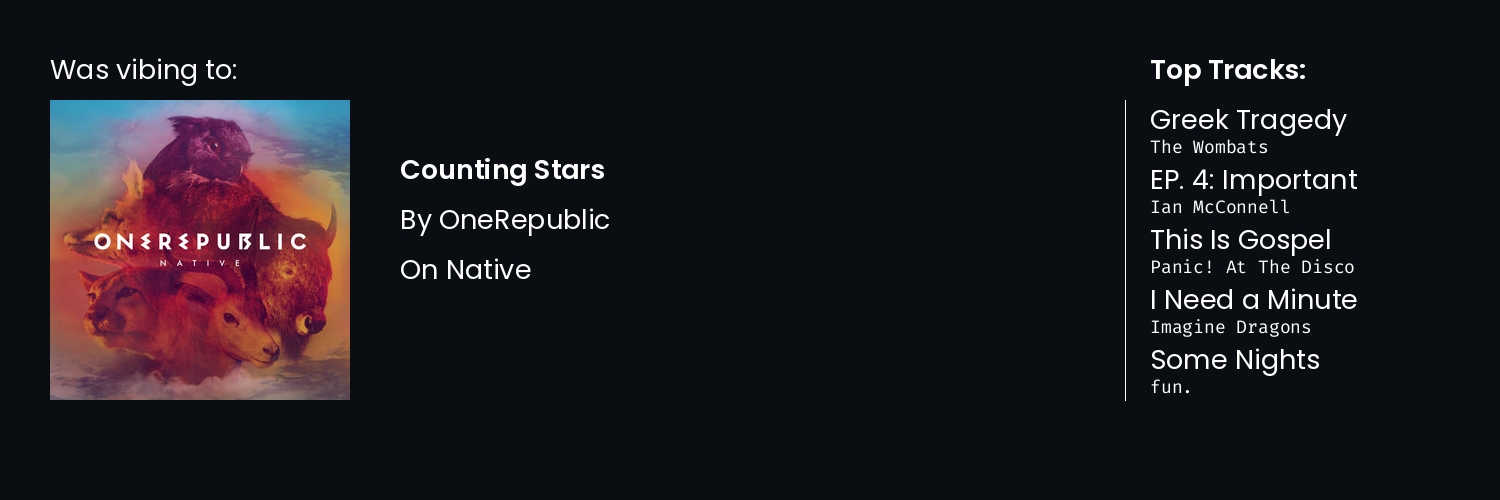 Was vibing to:
ONEREPUBLIC
NATIVE
Counting Stars
By OneRepublic
On Native
Top Tracks:
Greek Tragedy
The Wombats
EP. 4: Important
Ian McConnell
This Is Gospel
Panic! At The Disco
I Need a Minute
Imagine Dragons
Some Nights
fun.